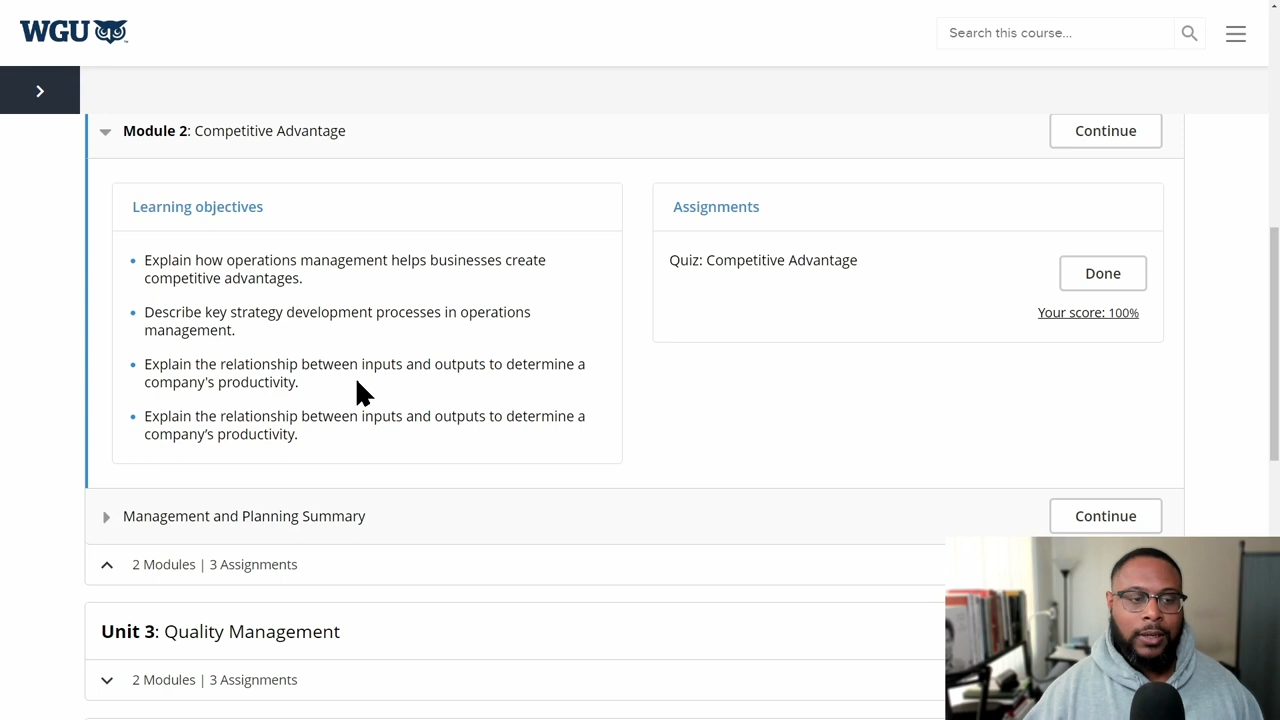 WGU
Search this course...
Module 2: Competitive Advantage
Continue
Learning objectives
Assignments
Explain how operations management helps businesses create
competitive advantages.
Describe key strategy development processes in operations
management.
Explain the relationship between inputs and outputs to determine a
company's productivity.
Explain the relationship between inputs and outputs to determine a
company’s productivity.
Quiz: Competitive Advantage
Done
Your score: 100%
Management and Planning Summary
Continue
2 Modules | 3 Assignments
Unit 3: Quality Management
2 Modules | 3 Assignments